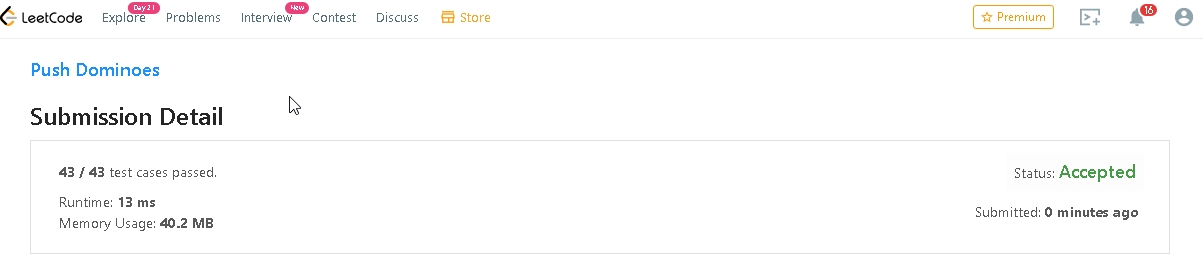 Day 21 New 16
LeetCode Explore Problems Interview Contest Discuss Store Premium
Push Dominoes
Submission Detail
43 / 43 test cases passed. Status: Accepted
Runtime: 13 ms
Memory Usage: 40.2 MB Submitted: 0 minutes ago